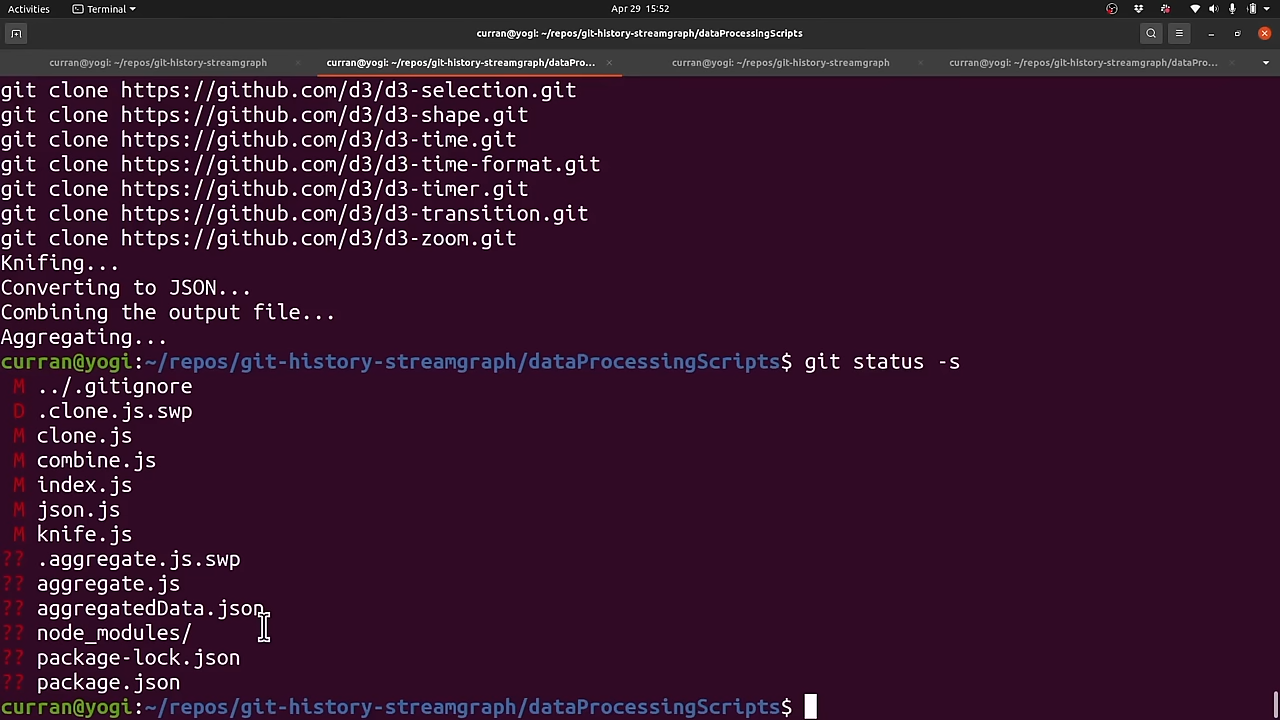 Activities
Terminal
Apr 29 15:52
curran@yogi: ~/repos/git-history-streamgraph/dataProcessingScripts
curran@yogi: ~/repos/git-history-streamgraph
curran@yogi: ~/repos/git-history-streamgraph/dataPro...
curran@yogi: ~/repos/git-history-streamgraph
curran@yogi: ~/repos/git-history-streamgraph/dataPro...
git clone https://github.com/d3/d3-selection.git
git clone https://github.com/d3/d3-shape.git
git clone https://github.com/d3/d3-time.git
git clone https://github.com/d3/d3-time-format.git
git clone https://github.com/d3/d3-timer.git
git clone https://github.com/d3/d3-transition.git
git clone https://github.com/d3/d3-zoom.git
Knifing...
Converting to JSON...
Combining the output file...
Aggregating...
curran@yogi:~/repos/git-history-streamgraph/dataProcessingScripts$ git status -s
 M ../.gitignore
 D .clone.js.swp
 M clone.js
 M combine.js
 M index.js
 M json.js
 M knife.js
?? .aggregate.js.swp
?? aggregate.js
?? aggregatedData.json
?? node_modules/
?? package-lock.json
?? package.json
curran@yogi:~/repos/git-history-streamgraph/dataProcessingScripts$